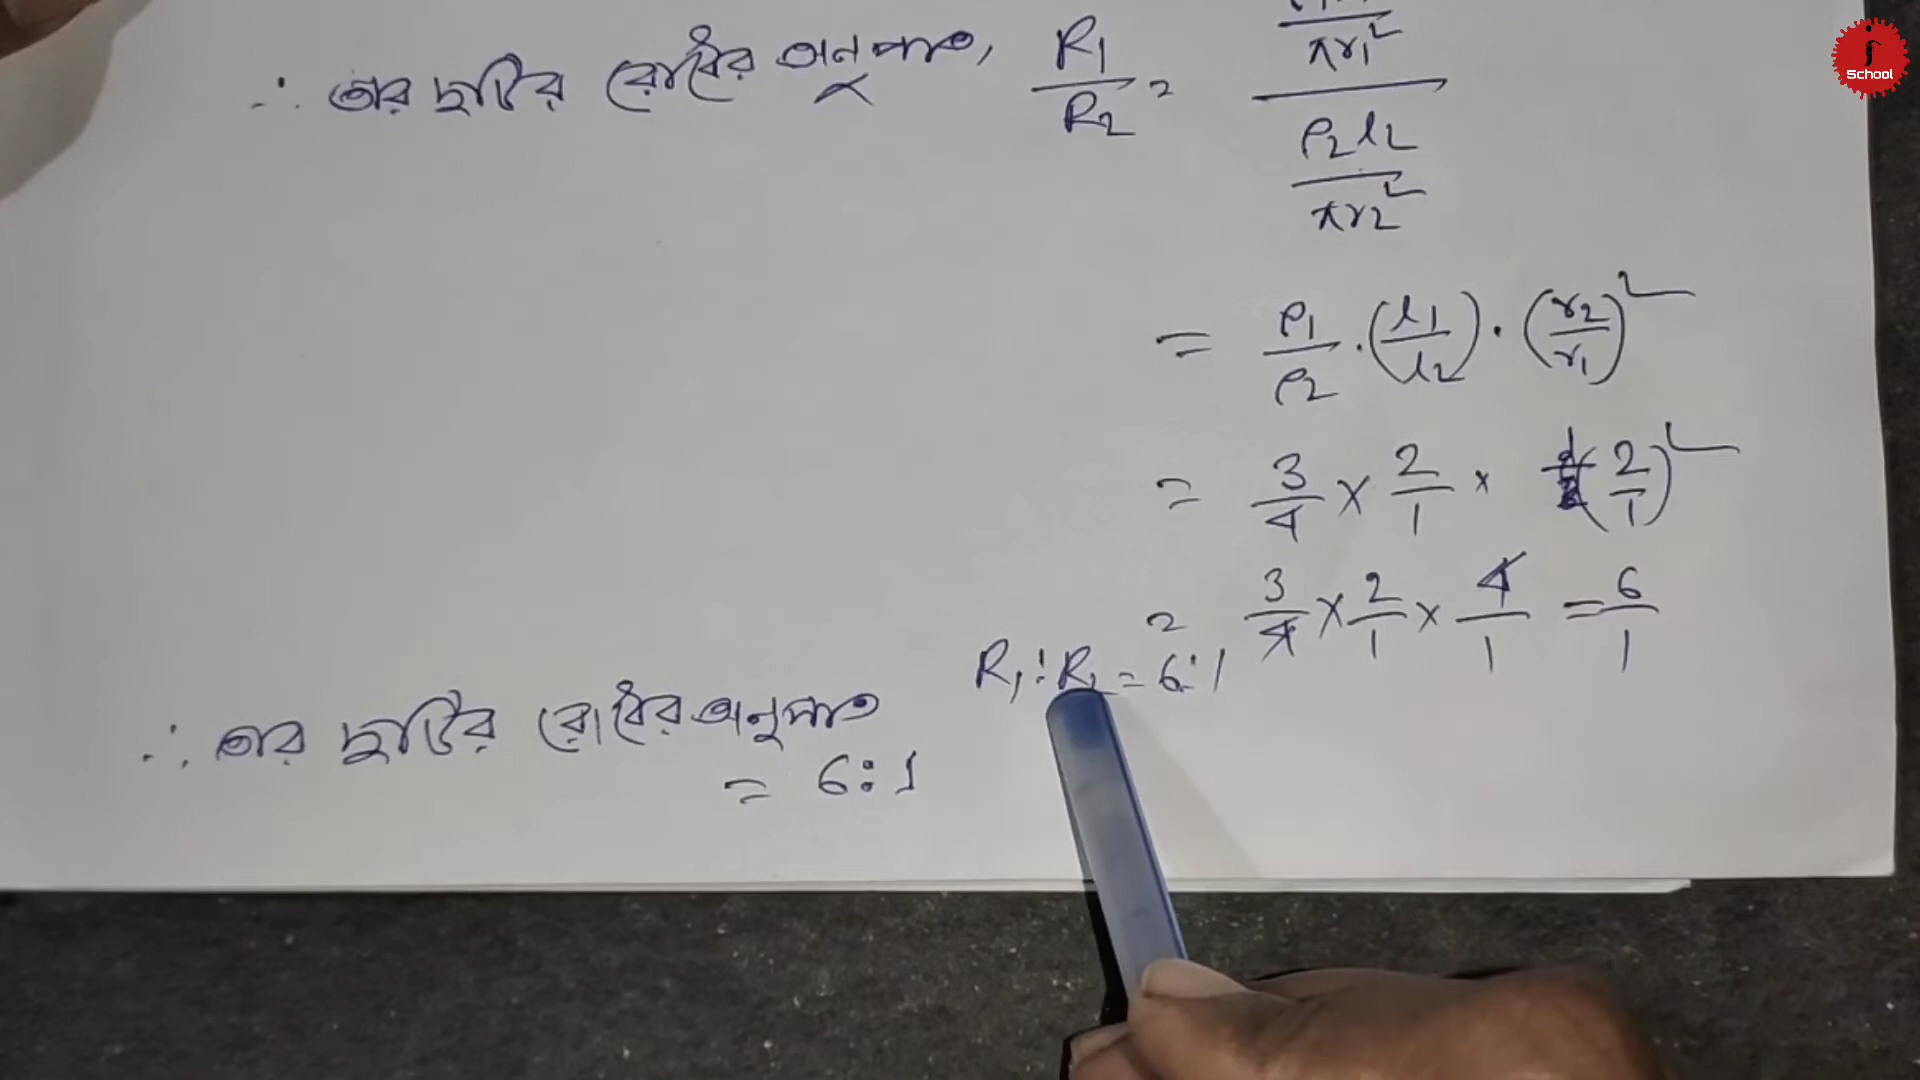 ∴ তার দুটির রোধের অনুপাত, R₁/R₂ = (/πr₁²)/(ρ₂l₂/πr₂²)
= ρ₁/ρ₂ . (l₁/l₂) . (r₂/r₁)²
= 3/4 × 2/1 × (2/1)²
= 3/4 × 2/1 × 4/1 = 6/1
R₁ : R₂ = 6:1
∴ তার দুটির রোধের অনুপাত
= 6:1
School